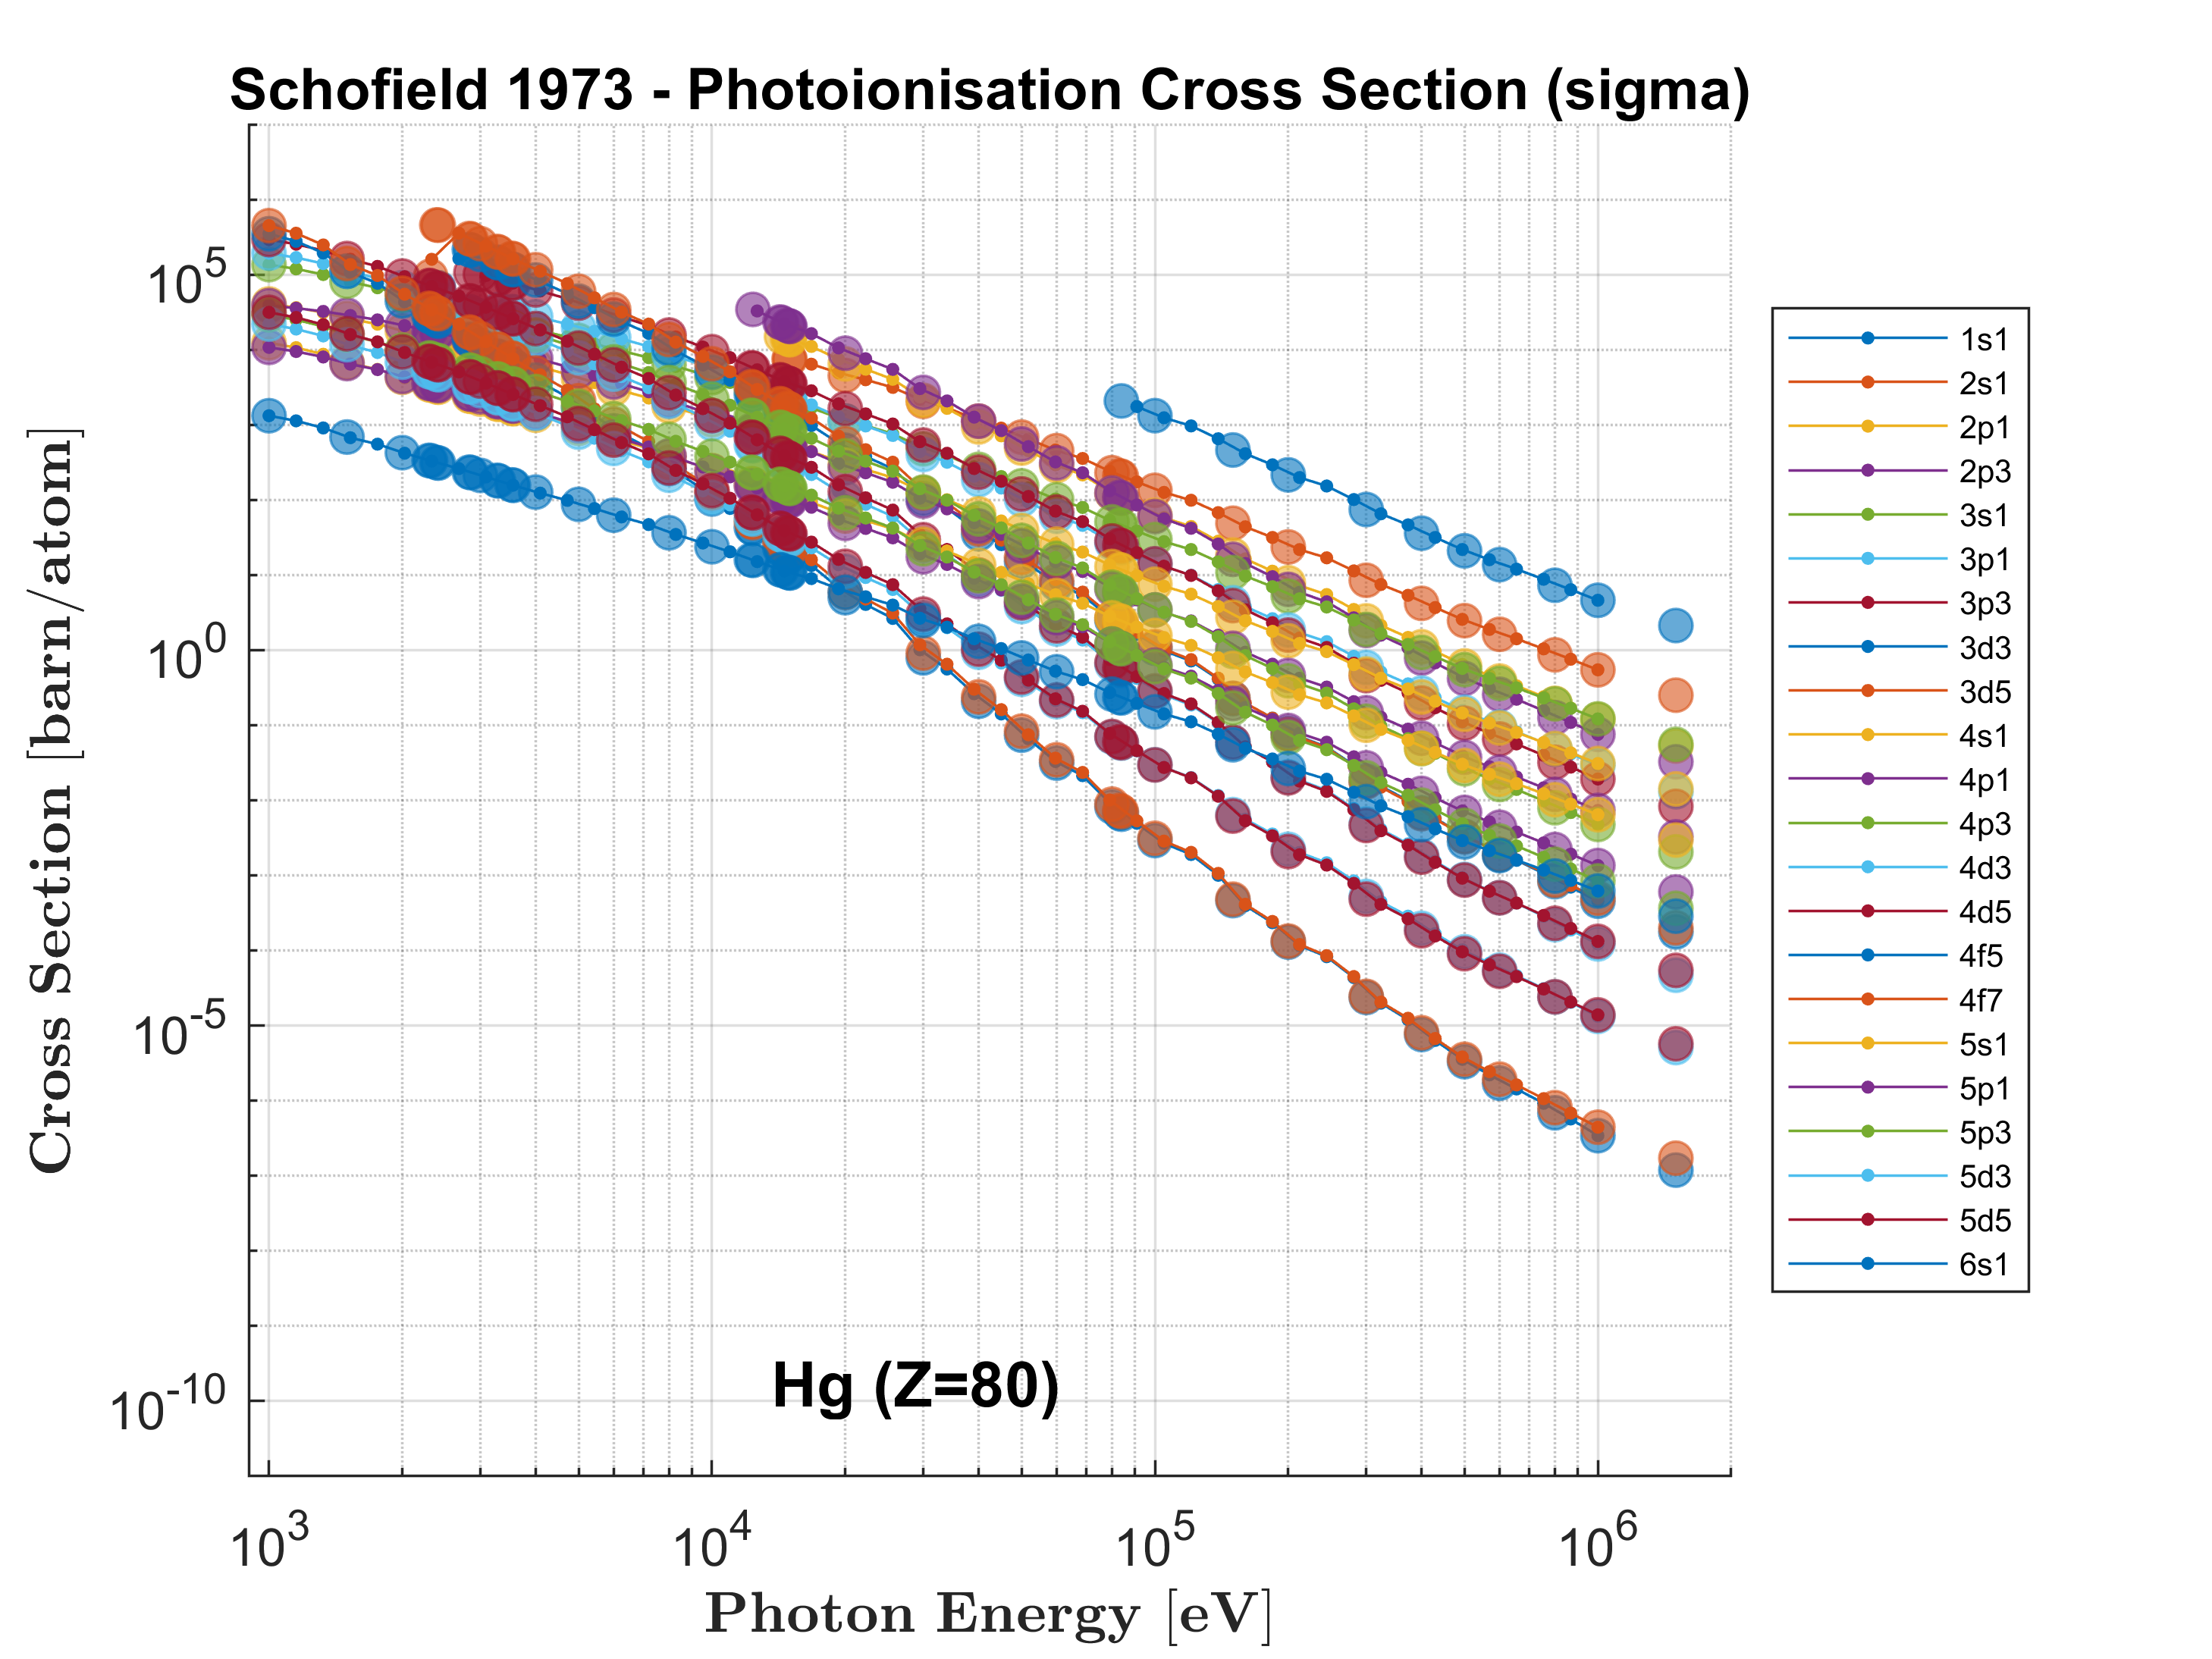 Schofield 1973 - Photoionisation Cross Section (sigma)
Cross Section [barn/atom]
10^5
10^0
10^-5
10^-10
Hg (Z=80)
10^3
10^4
10^5
10^6
Photon Energy [eV]
1s1
2s1
2p1
2p3
3s1
3p1
3p3
3d3
3d5
4s1
4p1
4p3
4d3
4d5
4f5
4f7
5s1
5p1
5p3
5d3
5d5
6s1